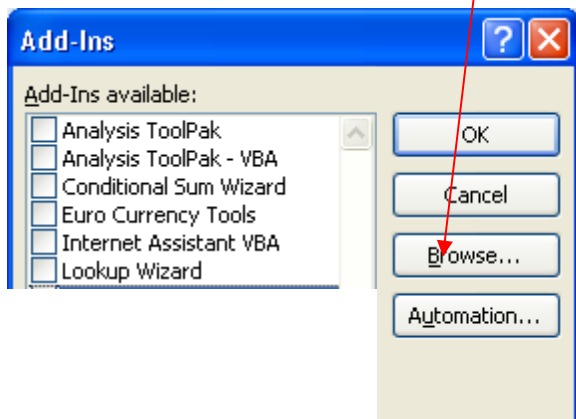 Add-Ins
Add-Ins available:
Analysis ToolPak
Analysis ToolPak - VBA
Conditional Sum Wizard
Euro Currency Tools
Internet Assistant VBA
Lookup Wizard
OK
Cancel
Browse...
Automation...